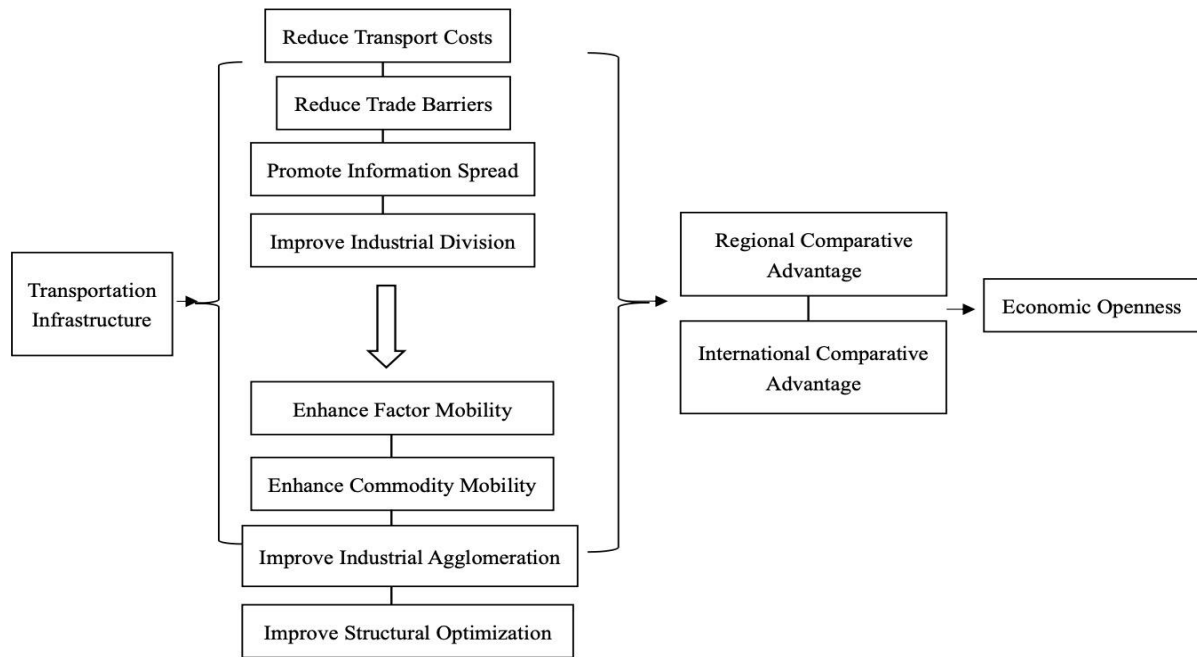 Reduce Transport Costs
Reduce Trade Barriers
Promote Information Spread
Improve Industrial Division
Transportation
Infrastructure
Enhance Factor Mobility
Enhance Commodity Mobility
Improve Industrial Agglomeration
Improve Structural Optimization
Regional Comparative
Advantage
International Comparative
Advantage
Economic Openness